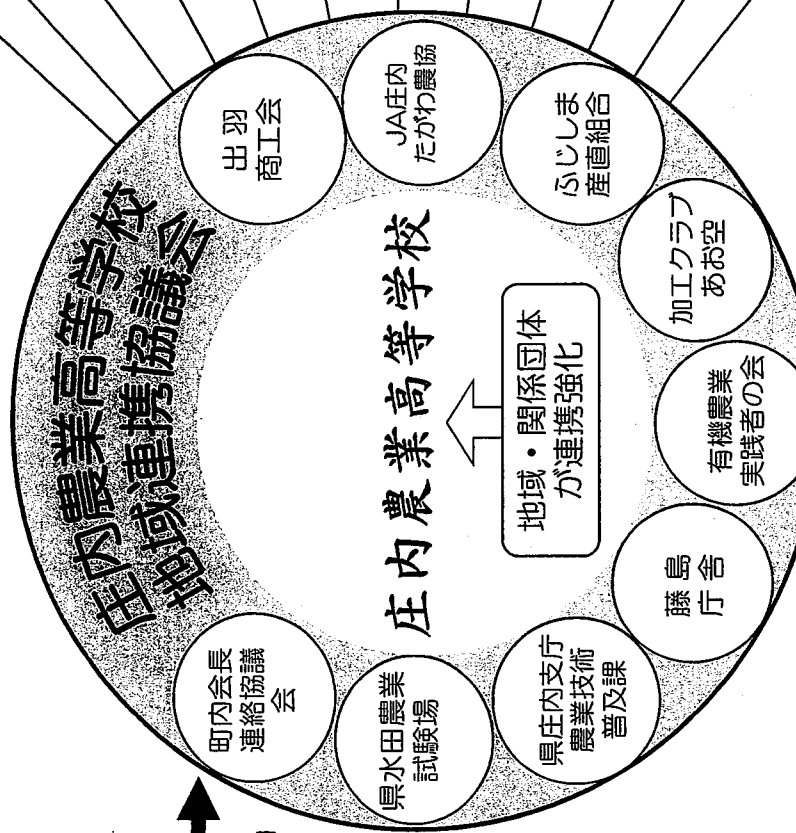 庄内農業高等学校
地域連携協議会
出羽
商工会
JA庄内
たがわ農協
ふじしま
産直組合
加工クラブ
あお空
有機農業
実践者の会
藤島
庁舎
県庄内支庁
農業技術
普及課
県水田農業
試験場
町内会長
連絡協議
会
庄内農業高等学校
地域・関係団体
が連携強化